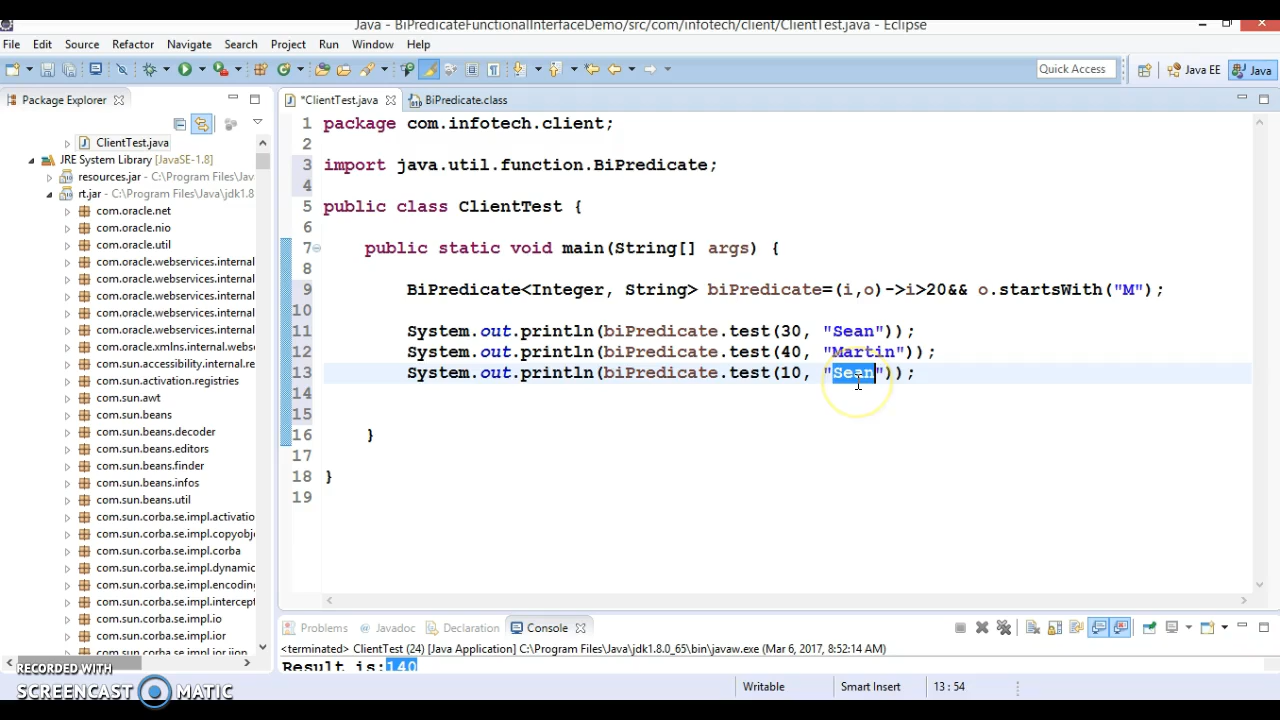 Java - BiPredicateFunctionalInterfaceDemo/src/com/infotech/client/ClientTest.java - Eclipse
File Edit Source Refactor Navigate Search Project Run Window Help
Quick Access
Java EE
Java
Package Explorer
*ClientTest.java
BiPredicate.class
ClientTest.java
JRE System Library [JavaSE-1.8]
resources.jar - C:\Program Files\Jav
rt.jar - C:\Program Files\Java\jdk1.8
com.oracle.net
com.oracle.nio
com.oracle.util
com.oracle.webservices.internal
com.oracle.webservices.internal
com.oracle.webservices.internal
com.oracle.webservices.internal
com.oracle.xmlns.internal.webse
com.sun.accessibility.internal.re
com.sun.activation.registries
com.sun.awt
com.sun.beans
com.sun.beans.decoder
com.sun.beans.editors
com.sun.beans.finder
com.sun.beans.infos
com.sun.beans.util
com.sun.corba.se.impl.activatio
com.sun.corba.se.impl.copyobj
com.sun.corba.se.impl.corba
com.sun.corba.se.impl.dynamic
com.sun.corba.se.impl.encoding
com.sun.corba.se.impl.intercept
com.sun.corba.se.impl.io
com.sun.corba.se.impl.ior
1 package com.infotech.client;
2
3 import java.util.function.BiPredicate;
4
5 public class ClientTest {
6
7 public static void main(String[] args) {
8
9 BiPredicate<Integer, String> biPredicate=(i,o)->i>20&& o.startsWith("M");
10
11 System.out.println(biPredicate.test(30, "Sean"));
12 System.out.println(biPredicate.test(40, "Martin"));
13 System.out.println(biPredicate.test(10, "Sean"));
14
15
16 }
17
18 }
19
Problems @ Javadoc Declaration Console
<terminated> ClientTest (24) [Java Application] C:\Program Files\Java\jdk1.8.0_65\bin\javaw.exe (Mar 6, 2017, 8:52:14 AM)
Result is:140
Writable
Smart Insert
13 : 54
RECORDED WITH
SCREENCAST MATIC